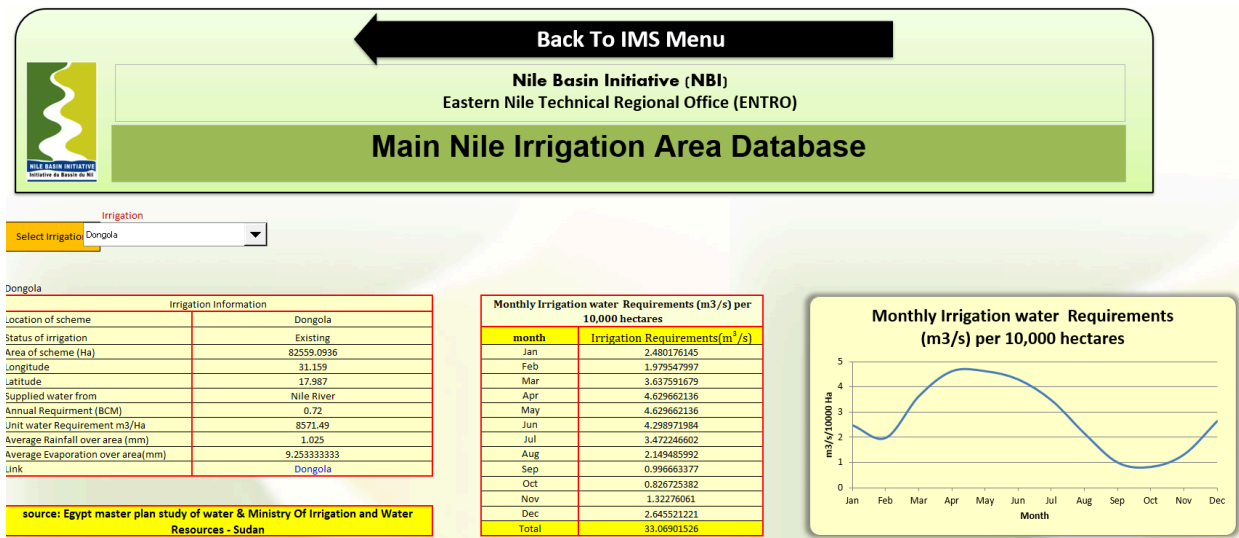 Back To IMS Menu
Nile Basin Initiative (NBI)
Eastern Nile Technical Regional Office (ENTRO)
Main Nile Irrigation Area Database
NILE BASIN INITIATIVE
Initiative du Bassin du Nil
Irrigation
Select Irrigatio
Dongola
Dongola
Irrigation Information
Location of scheme Dongola
Status of irrigation Existing
Area of scheme (Ha) 82559.0936
Longitude 31.159
Latitude 17.987
Supplied water from Nile River
Annual Requirment (BCM) 0.72
Unit water Requirement m3/Ha 8571.49
Average Rainfall over area (mm) 1.025
Average Evaporation over area(mm) 9.253333333
Link Dongola
source: Egypt master plan study of water & Ministry Of Irrigation and Water
Resources - Sudan
Monthly Irrigation water Requirements (m3/s) per
10,000 hectares
month Irrigation Requirements(m³/s)
Jan 2.480176145
Feb 1.979547997
Mar 3.637591679
Apr 4.629662136
May 4.629662136
Jun 4.298971984
Jul 3.472246602
Aug 2.149485992
Sep 0.996663377
Oct 0.826725382
Nov 1.32276061
Dec 2.645521221
Total 33.06901526
Monthly Irrigation water Requirements
(m3/s) per 10,000 hectares
m3/s/10000 Ha
5
4
3
2
1
0
Jan Feb Mar Apr May Jun Jul Aug Sep Oct Nov Dec
Month